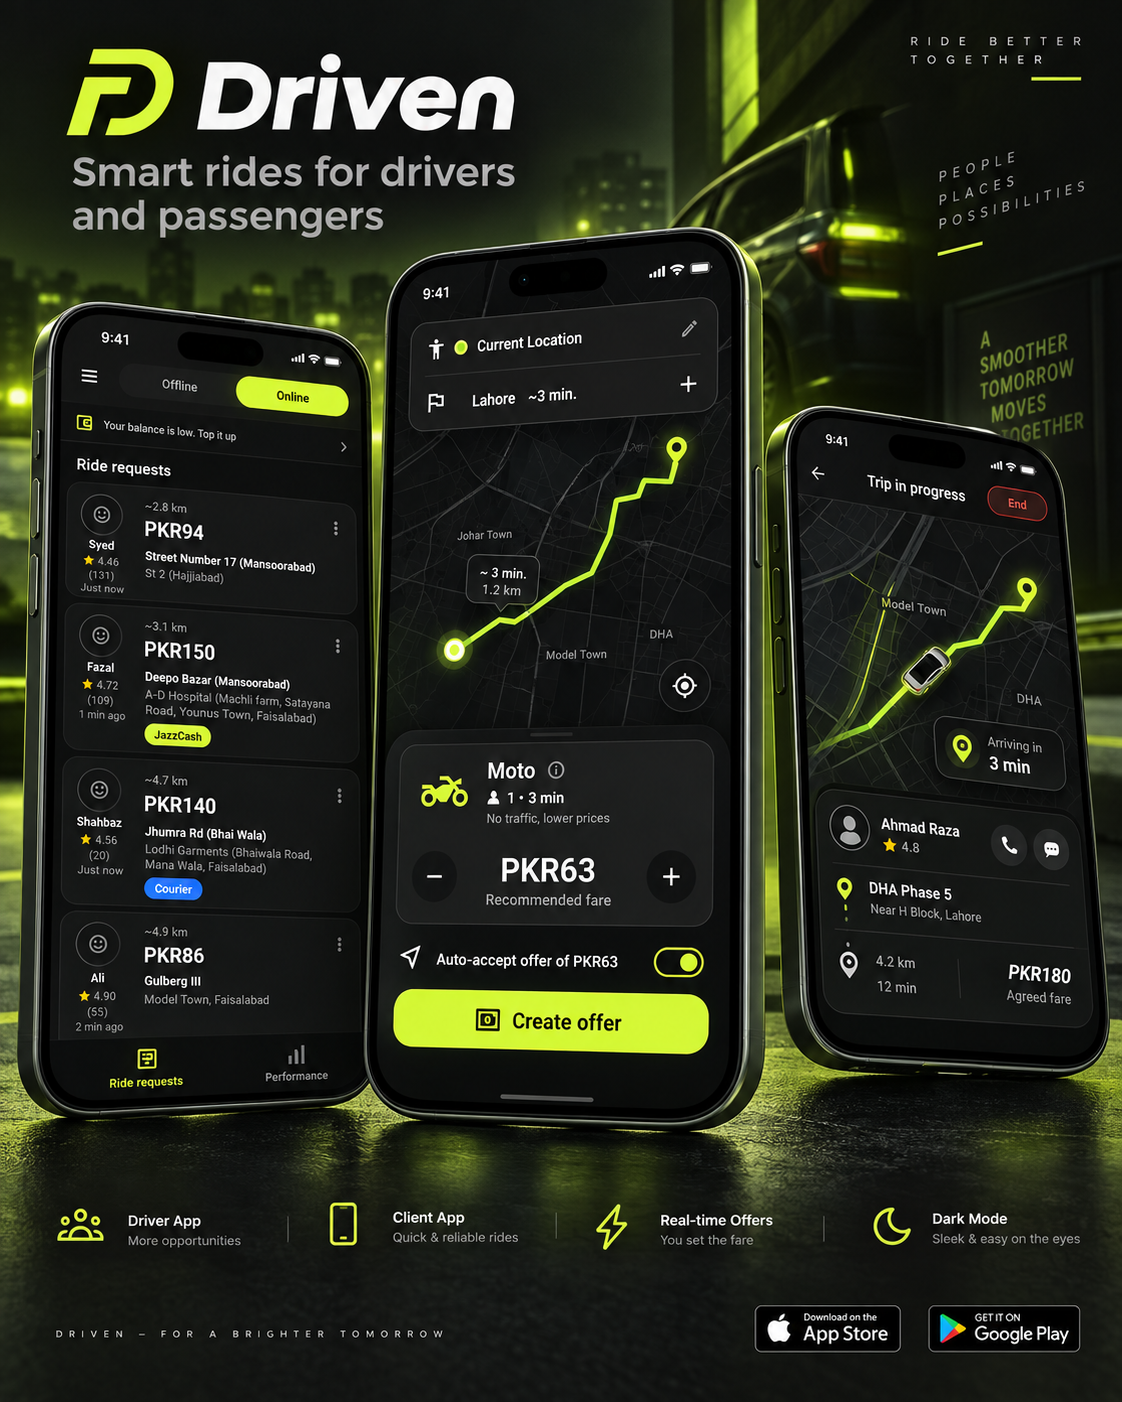 Driven
Smart rides for drivers
and passengers
RIDE BETTER
TOGETHER
PEOPLE
PLACES
POSSIBILITIES
A
SMOOTHER
TOMORROW
MOVES
TOGETHER
9:41
Offline
Online
Your balance is low. Top it up
Ride requests
~2.8 km
PKR94
Syed
4.46
(131)
Just now
Street Number 17 (Mansoorabad)
St 2 (Hajjiabad)
~3.1 km
PKR150
Fazal
4.72
(109)
1 min ago
Deepo Bazar (Mansoorabad)
A-D Hospital (Machli farm, Satayana
Road, Younus Town, Faisalabad)
JazzCash
~4.7 km
PKR140
Shahbaz
4.56
(20)
Just now
Jhumra Rd (Bhai Wala)
Lodhi Garments (Bhaiwala Road,
Mana Wala, Faisalabad)
Courier
~4.9 km
PKR86
Ali
4.90
(55)
2 min ago
Gulberg III
Model Town, Faisalabad
Ride requests
Performance
9:41
Current Location
Lahore ~3 min.
Johar Town
~ 3 min.
1.2 km
DHA
Model Town
Moto
1 • 3 min
No traffic, lower prices
PKR63
Recommended fare
Auto-accept offer of PKR63
Create offer
9:41
Trip in progress
End
Model Town
DHA
Arriving in
3 min
Ahmad Raza
4.8
DHA Phase 5
Near H Block, Lahore
4.2 km
12 min
PKR180
Agreed fare
Driver App
More opportunities
Client App
Quick & reliable rides
Real-time Offers
You set the fare
Dark Mode
Sleek & easy on the eyes
DRIVEN – FOR A BRIGHTER TOMORROW
Download on the
App Store
GET IT ON
Google Play